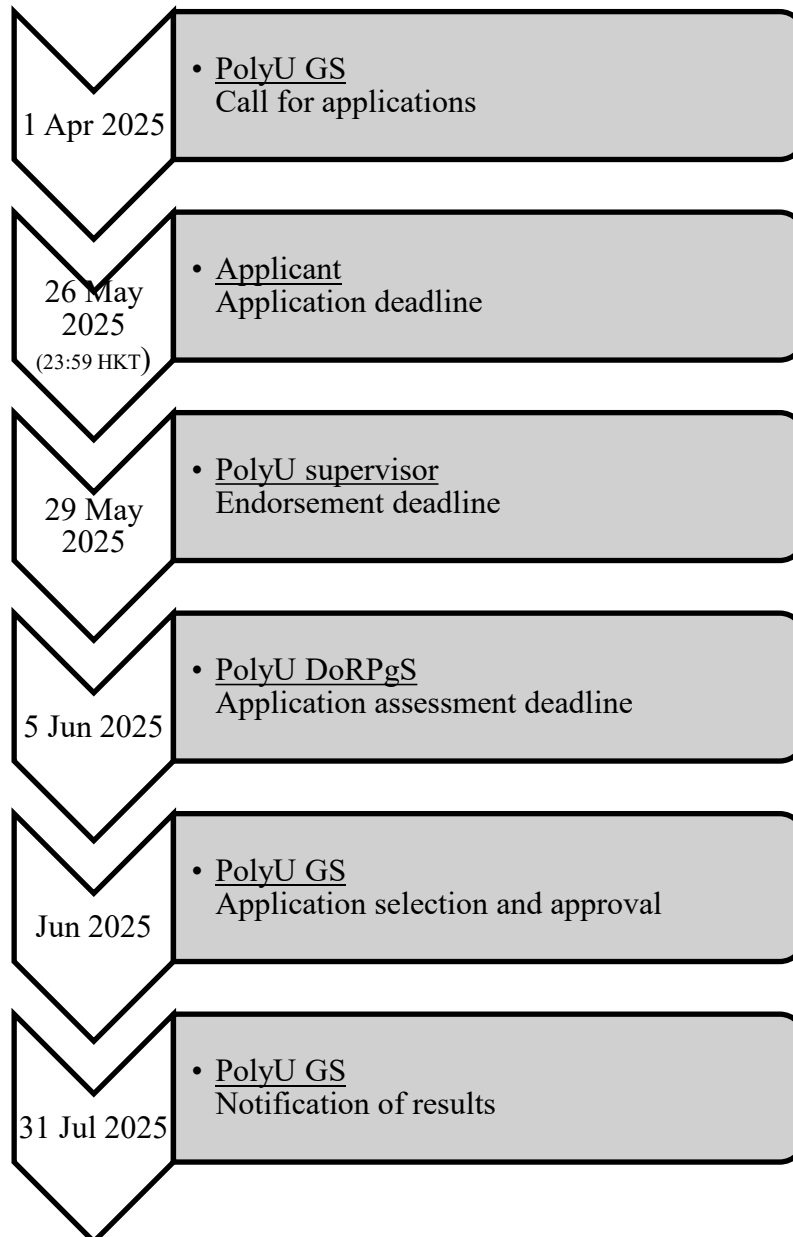 1 Apr 2025
• PolyU GS
Call for applications
26 May
2025
(23:59 HKT)
• Applicant
Application deadline
29 May
2025
• PolyU supervisor
Endorsement deadline
5 Jun 2025
• PolyU DoRPgS
Application assessment deadline
Jun 2025
• PolyU GS
Application selection and approval
31 Jul 2025
• PolyU GS
Notification of results